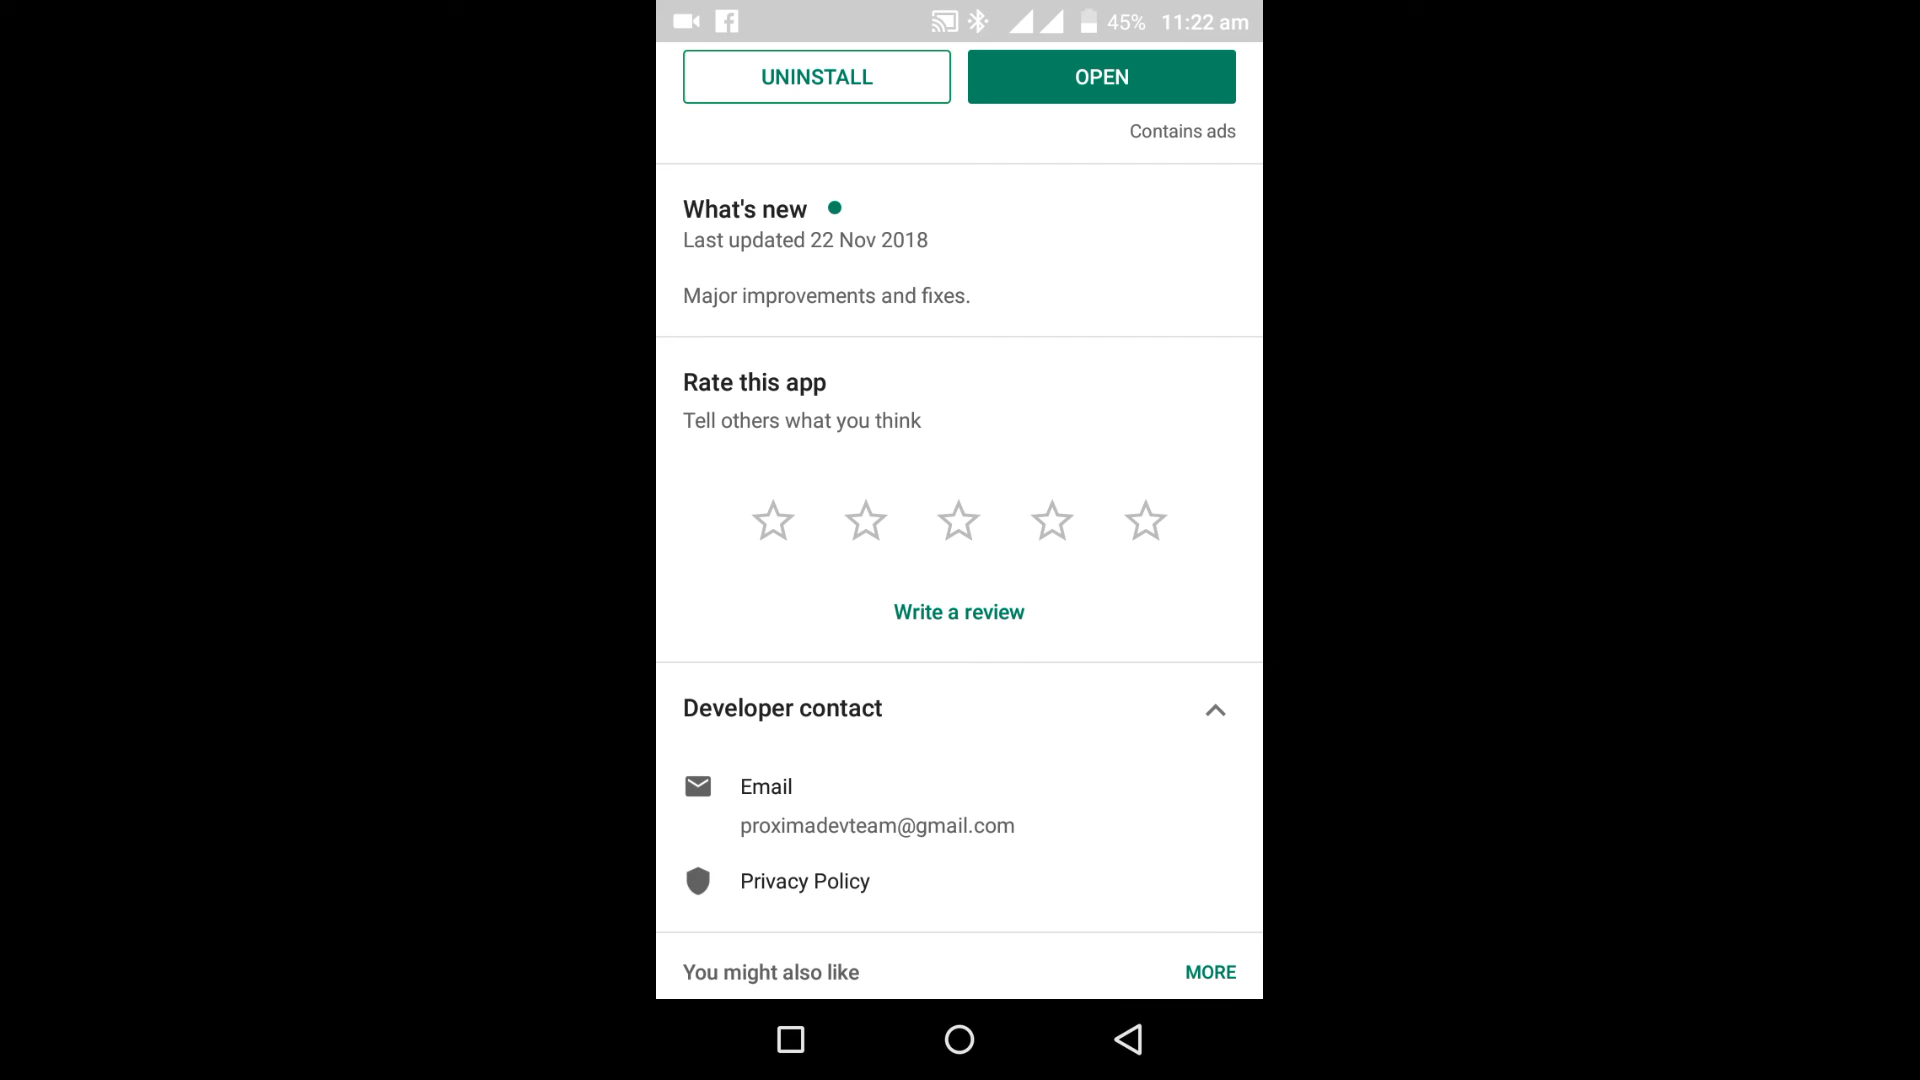 45% 11:22 am
UNINSTALL OPEN
Contains ads
What's new
Last updated 22 Nov 2018
Major improvements and fixes.
Rate this app
Tell others what you think
Write a review
Developer contact
Email
proximadevteam@gmail.com
Privacy Policy
You might also like MORE